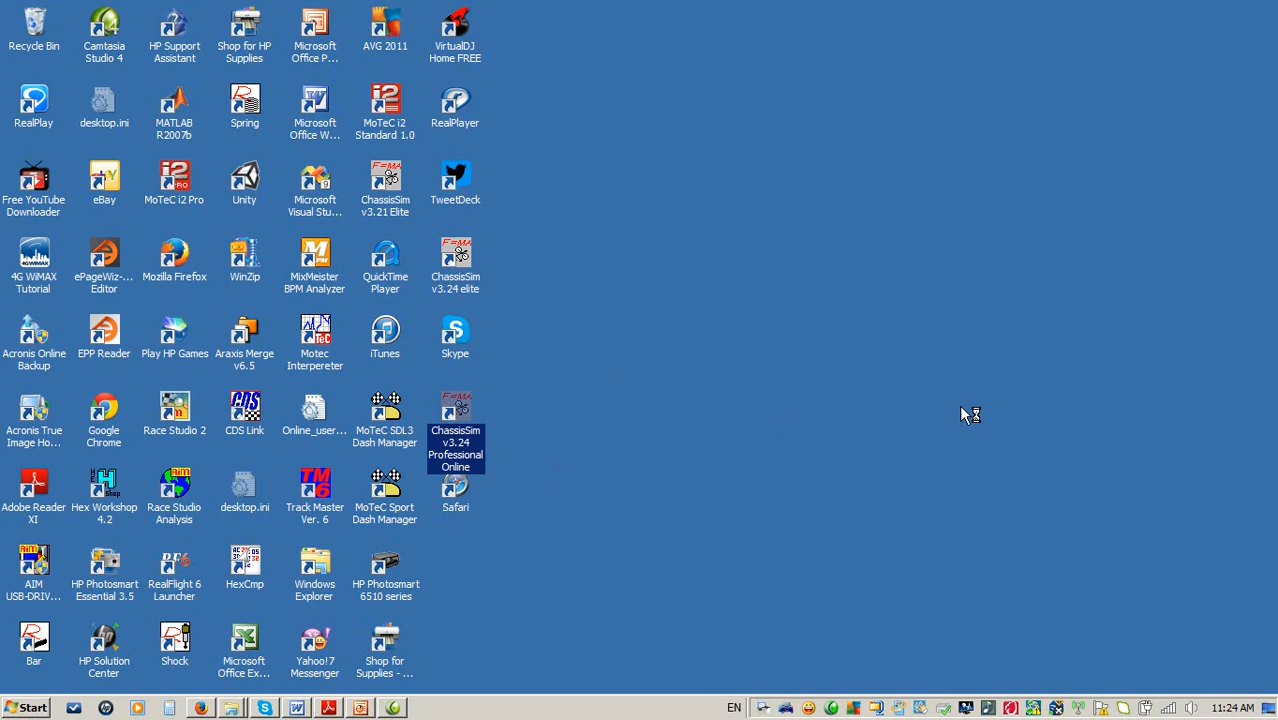 Recycle Bin
Camtasia
Studio 4
HP Support
Assistant
Shop for HP
Supplies
Microsoft
Office P...
AVG 2011
VirtualDJ
Home FREE
RealPlay
desktop.ini
MATLAB
R2007b
Spring
Microsoft
Office W...
MoTeC i2
Standard 1.0
RealPlayer
Free YouTube
Downloader
eBay
MoTeC i2 Pro
Unity
Microsoft
Visual Stu...
ChassisSim
v3.21 Elite
TweetDeck
4G WiMAX
Tutorial
ePageWiz-...
Editor
Mozilla Firefox
WinZip
MixMeister
BPM Analyzer
QuickTime
Player
ChassisSim
v3.24 elite
Acronis Online
Backup
EPP Reader
Play HP Games
Araxis Merge
v6.5
Motec
Interpereter
iTunes
Skype
Acronis True
Image Ho...
Google
Chrome
Race Studio 2
CDS Link
Online_user...
MoTeC SDL3
Dash Manager
ChassisSim
v3.24
Professional
Online
Adobe Reader
XI
Hex Workshop
4.2
Race Studio
Analysis
desktop.ini
Track Master
Ver. 6
MoTeC Sport
Dash Manager
Safari
AIM
USB-DRIV...
HP Photosmart
Essential 3.5
RealFlight 6
Launcher
HexCmp
Windows
Explorer
HP Photosmart
6510 series
Bar
HP Solution
Center
Shock
Microsoft
Office Ex...
Yahoo!7
Messenger
Shop for
Supplies - ...
Start
EN
11:24 AM